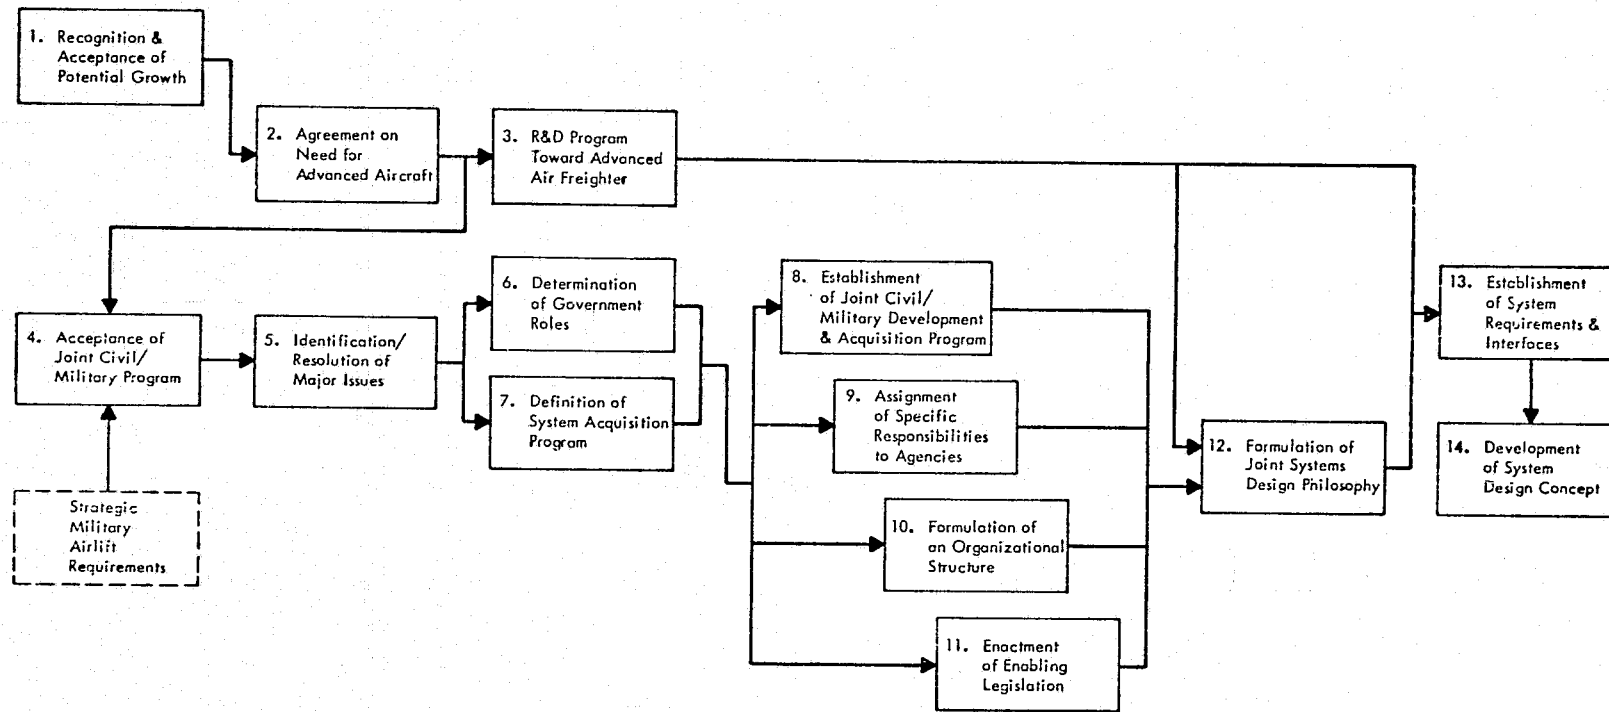 1. Recognition &
Acceptance of
Potential Growth
2. Agreement on
Need for
Advanced Aircraft
3. R&D Program
Toward Advanced
Air Freighter
4. Acceptance of
Joint Civil/
Military Program
5. Identification/
Resolution of
Major Issues
6. Determination
of Government
Roles
7. Definition of
System Acquisition
Program
8. Establishment
of Joint Civil/
Military Development
& Acquisition Program
9. Assignment
of Specific
Responsibilities
to Agencies
10. Formulation of
an Organizational
Structure
11. Enactment
of Enabling
Legislation
12. Formulation of
Joint Systems
Design Philosophy
13. Establishment
of System
Requirements &
Interfaces
14. Development
of System
Design Concept
Strategic
Military
Airlift
Requirements